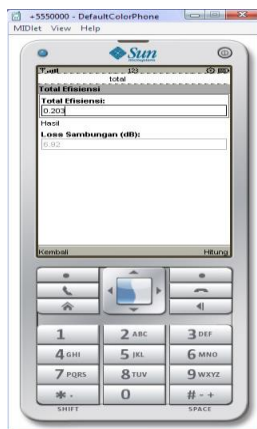 +5550000 - DefaultColorPhone
MIDlet View Help
Sun
123
total
Total Efisiensi
Total Efisiensi:
0.203
Hasil
Loss Sambungan (dB):
6.92
Kembali
Hitung
1 2 ABC 3 DEF
4 GHI 5 JKL 6 MNO
7 PQRS 8 TUV 9 WXYZ
* . 0 # - +
SHIFT SPACE